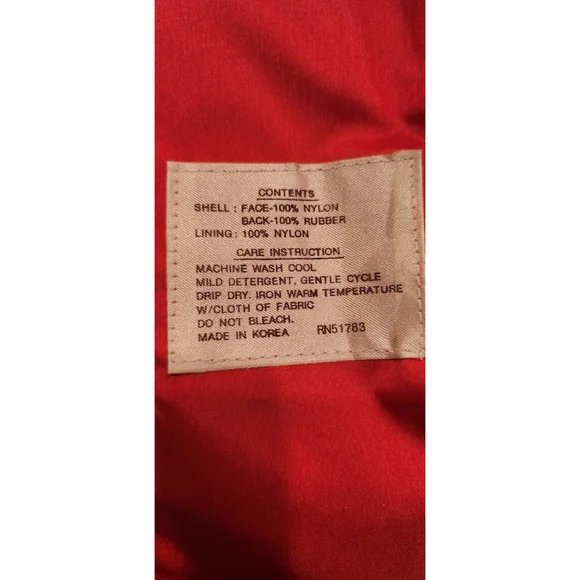 CONTENTS
SHELL : FACE-100% NYLON
BACK-100% RUBBER
LINING : 100% NYLON
CARE INSTRUCTION
MACHINE WASH COOL
MILD DETERGENT, GENTLE CYCLE
DRIP DRY. IRON WARM TEMPERATURE
W/CLOTH OF FABRIC
DO NOT BLEACH.
MADE IN KOREA RN51783